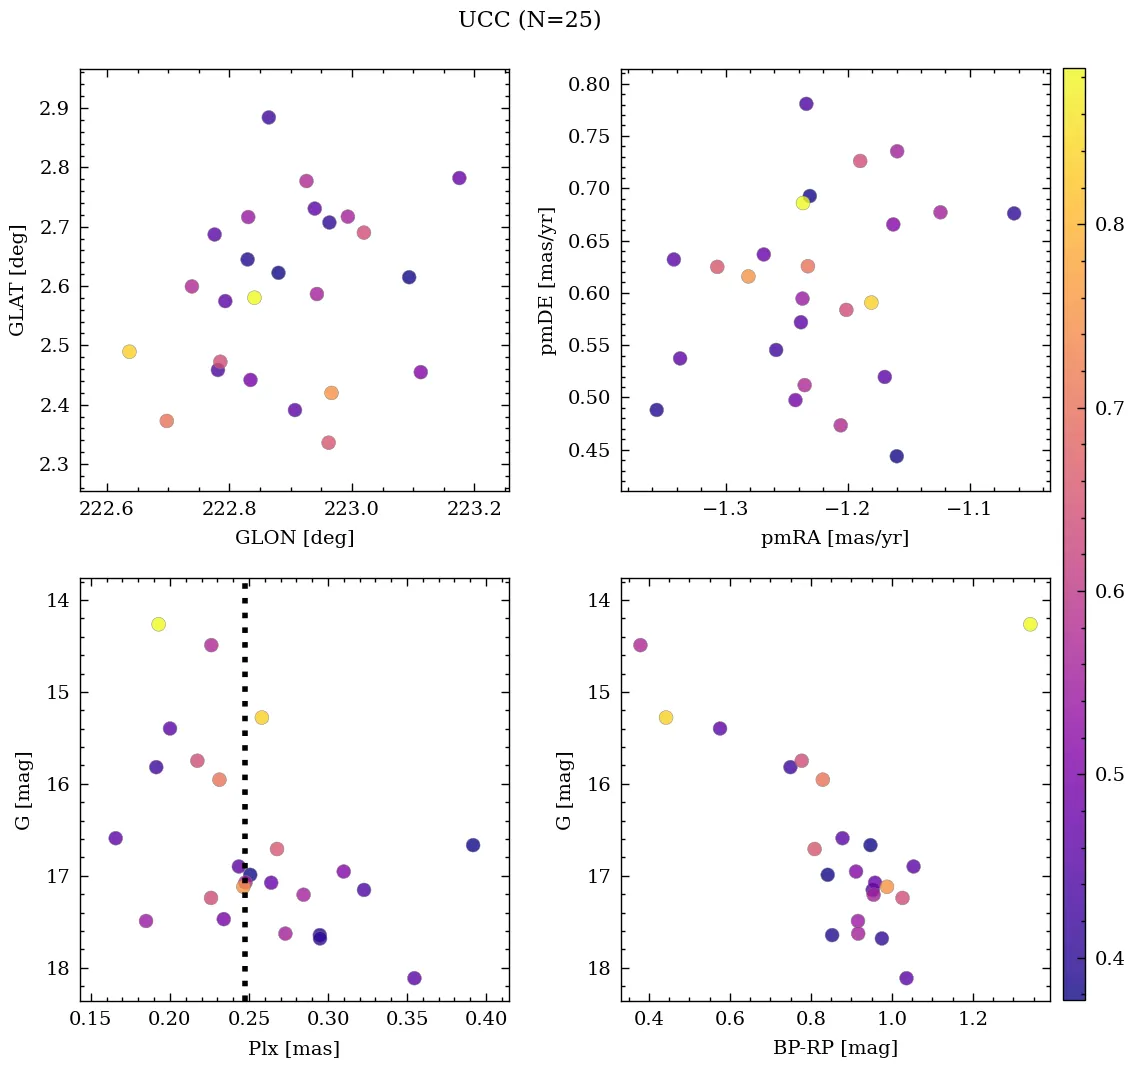 UCC (N=25)
2.9
2.8
2.7
2.6
2.5
2.4
2.3
GLAT [deg]
222.6 222.8 223.0 223.2
GLON [deg]
0.80
0.75
0.70
0.65
0.60
0.55
0.50
0.45
pmDE [mas/yr]
−1.3 −1.2 −1.1
pmRA [mas/yr]
14
15
16
17
18
G [mag]
0.15 0.20 0.25 0.30 0.35 0.40
Plx [mas]
14
15
16
17
18
G [mag]
0.4 0.6 0.8 1.0 1.2
BP-RP [mag]
0.8
0.7
0.6
0.5
0.4